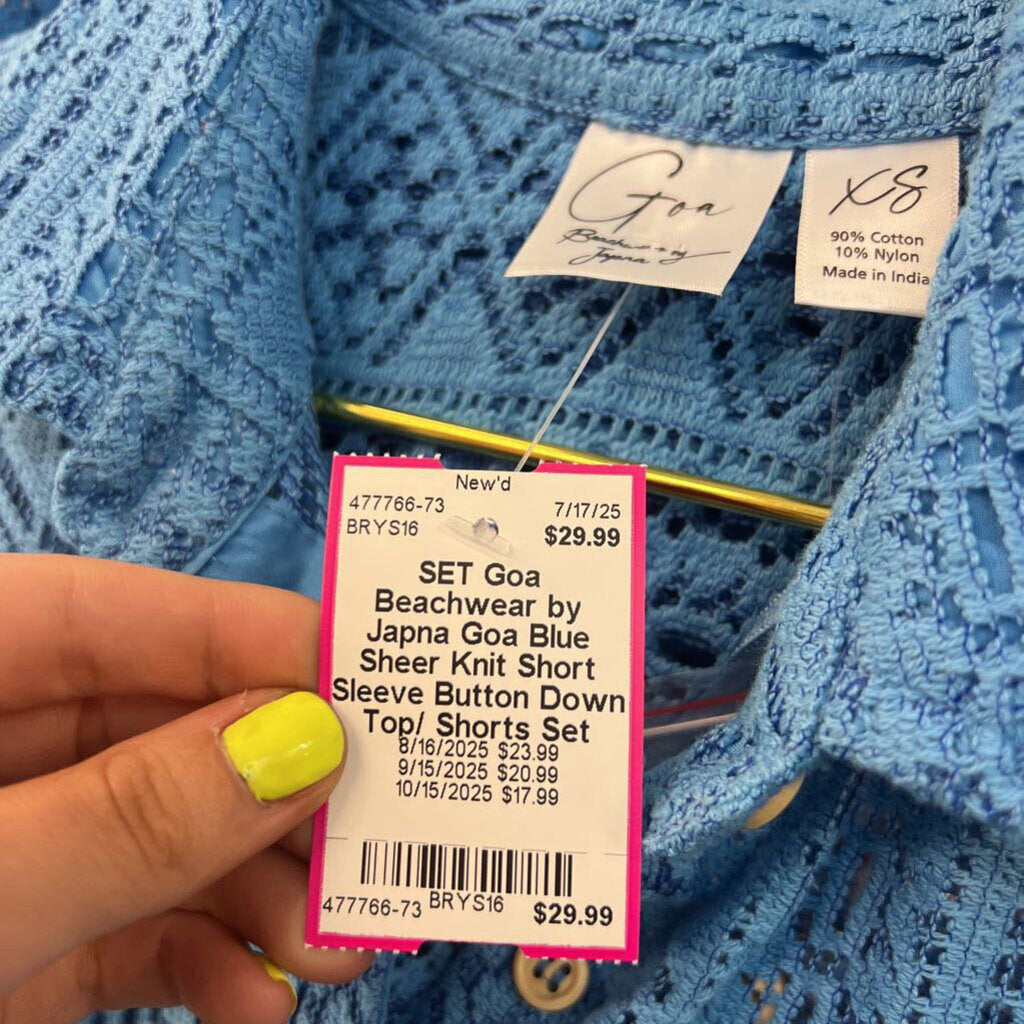 Goa
Beachwear by
Japna
XS
90% Cotton
10% Nylon
Made in India
New'd
477766-73 7/17/25
BRYS16 $29.99
SET Goa
Beachwear by
Japna Goa Blue
Sheer Knit Short
Sleeve Button Down
Top/ Shorts Set
8/16/2025 $23.99
9/15/2025 $20.99
10/15/2025 $17.99
477766-73 BRYS16 $29.99